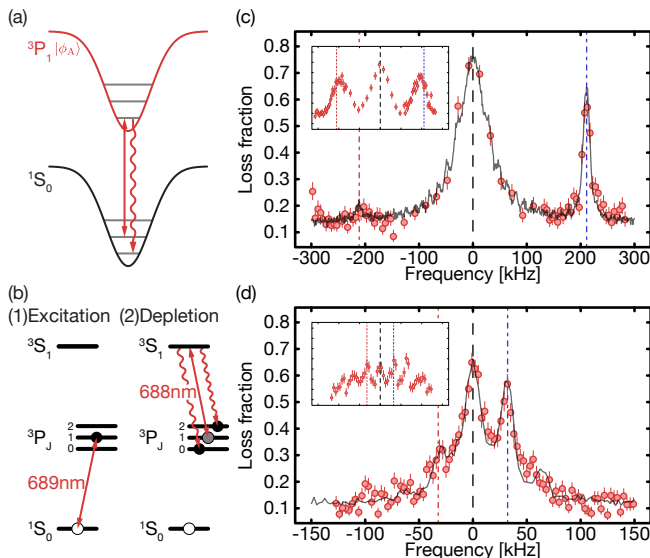 (a)
³P₁|ϕ_A⟩
¹S₀
(b)
(1)Excitation (2)Depletion
³S₁ ³S₁
688nm
³P_J 2 1 0 ³P_J 2 1 0
689nm
¹S₀ ¹S₀
(c)
Loss fraction
0.8
0.7
0.6
0.5
0.4
0.3
0.2
0.1
-300 -200 -100 0 100 200 300
Frequency [kHz]
(d)
Loss fraction
0.8
0.7
0.6
0.5
0.4
0.3
0.2
0.1
-150 -100 -50 0 50 100 150
Frequency [kHz]